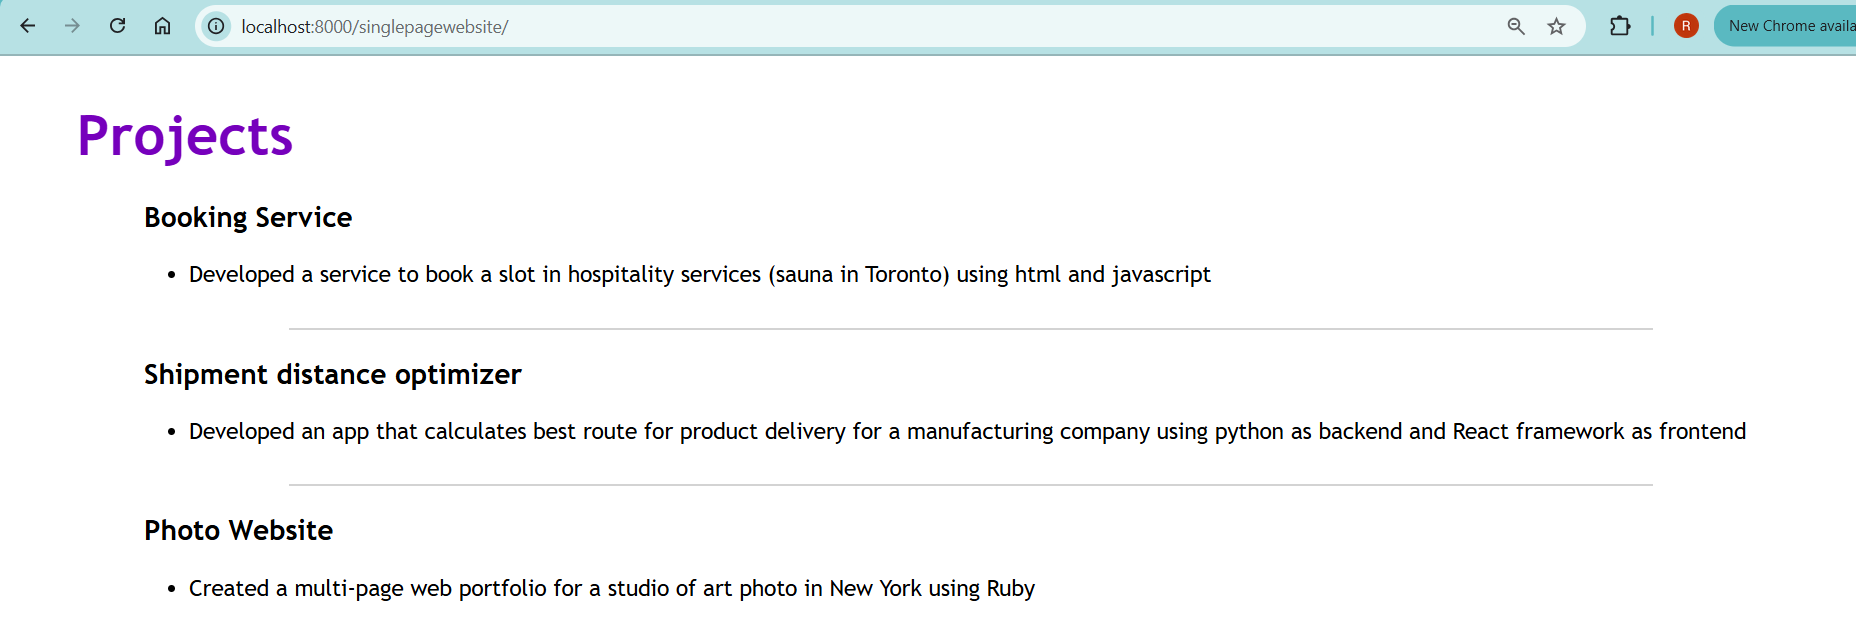 localhost:8000/singlepagewebsite/
R
New Chrome availa
Projects
Booking Service
• Developed a service to book a slot in hospitality services (sauna in Toronto) using html and javascript
Shipment distance optimizer
• Developed an app that calculates best route for product delivery for a manufacturing company using python as backend and React framework as frontend
Photo Website
• Created a multi-page web portfolio for a studio of art photo in New York using Ruby